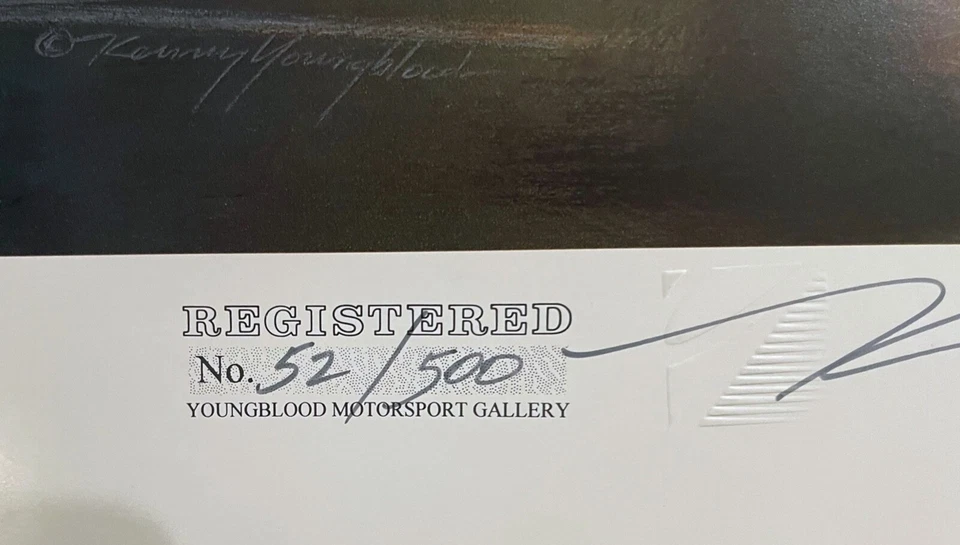 © Kenny Youngblood
REGISTERED
No. 52/500
YOUNGBLOOD MOTORSPORT GALLERY